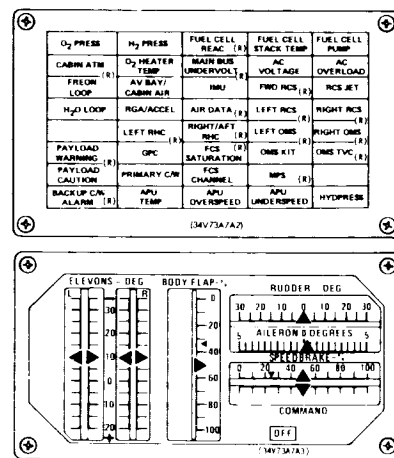 O2 PRESS H2 PRESS FUEL CELL REAC (R) FUEL CELL STACK TEMP FUEL CELL PUMP
CABIN ATM (R) O2 HEATER TEMP MAIN BUS UNDERVOLT (R) AC VOLTAGE AC OVERLOAD
FREON LOOP AV BAY/ CABIN AIR IMU FWD RCS (R) RCS JET
H2O LOOP RGA/ACCEL AIR DATA (R) LEFT RCS (R) RIGHT RCS (R)
LEFT RHC (R) RIGHT/AFT RHC (R) LEFT OMS (R) RIGHT OMS (R)
PAYLOAD WARNING (R) GPC FCS SATURATION (R) OMS KIT OMS TVC (R)
PAYLOAD CAUTION PRIMARY C/W FCS CHANNEL MPS (R)
BACKUP C/W ALARM (R) APU TEMP APU OVERSPEED APU UNDERSPEED HYDPRESS
(34V73A7A2)
ELEVONS - DEG BODY FLAP-% RUDDER DEG
L R
30 20 10 0 10 20 30
AILERON DEGREES
5 5
SPEEDBRAKE-%
0 20 40 60 80 100
COMMAND
OFF
30
20
10
0
10
20
0
20
40
60
80
100
(34V73A7A3)